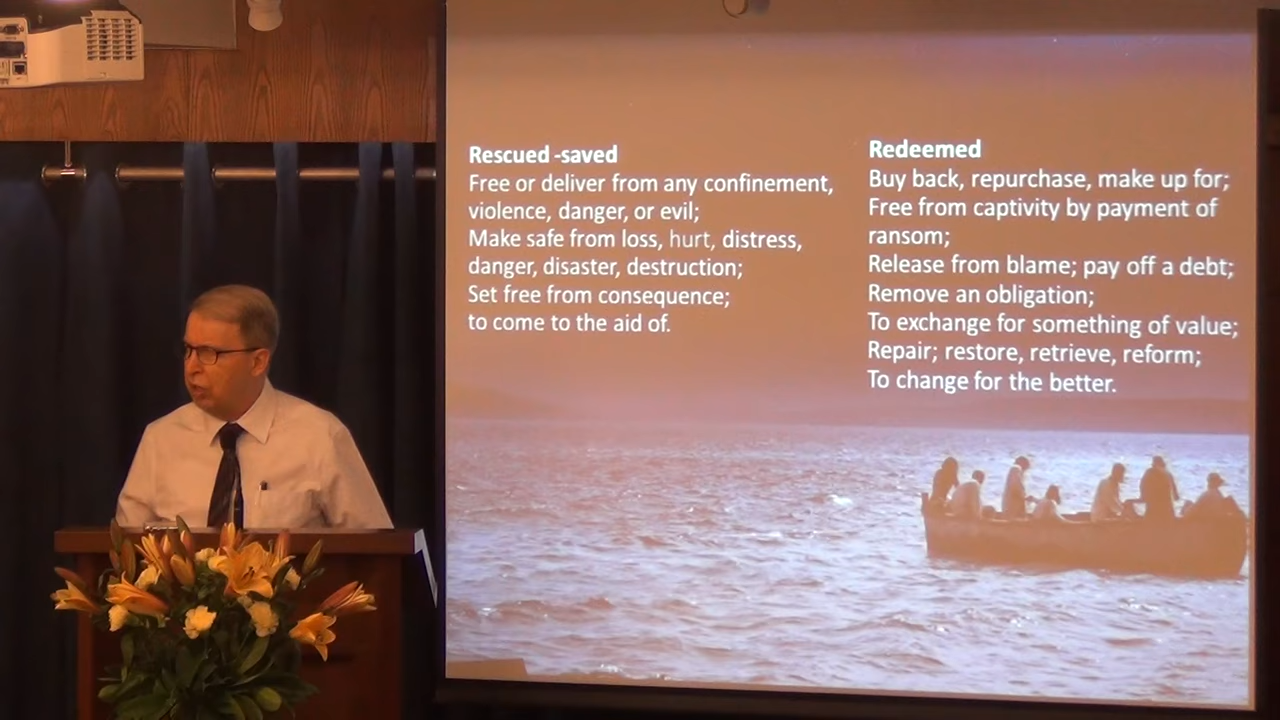 Rescued -saved
Free or deliver from any confinement,
violence, danger, or evil;
Make safe from loss, hurt, distress,
danger, disaster, destruction;
Set free from consequence;
to come to the aid of.
Redeemed
Buy back, repurchase, make up for;
Free from captivity by payment of
ransom;
Release from blame; pay off a debt;
Remove an obligation;
To exchange for something of value;
Repair; restore, retrieve, reform;
To change for the better.